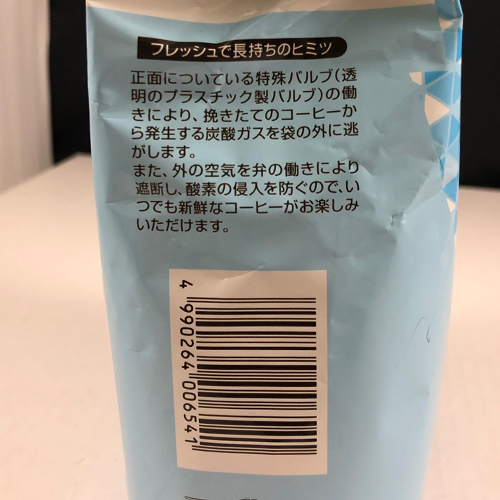 フレッシュで長持ちのヒミツ
正面についている特殊バルブ(透
明のプラスチック製バルブ)の働
きにより、挽きたてのコーヒーか
ら発生する炭酸ガスを袋の外に逃
がします。
また、外の空気を弁の働きにより
遮断し、酸素の侵入を防ぐので、い
つでも新鮮なコーヒーがお楽しみ
いただけます。
4 990264 006541